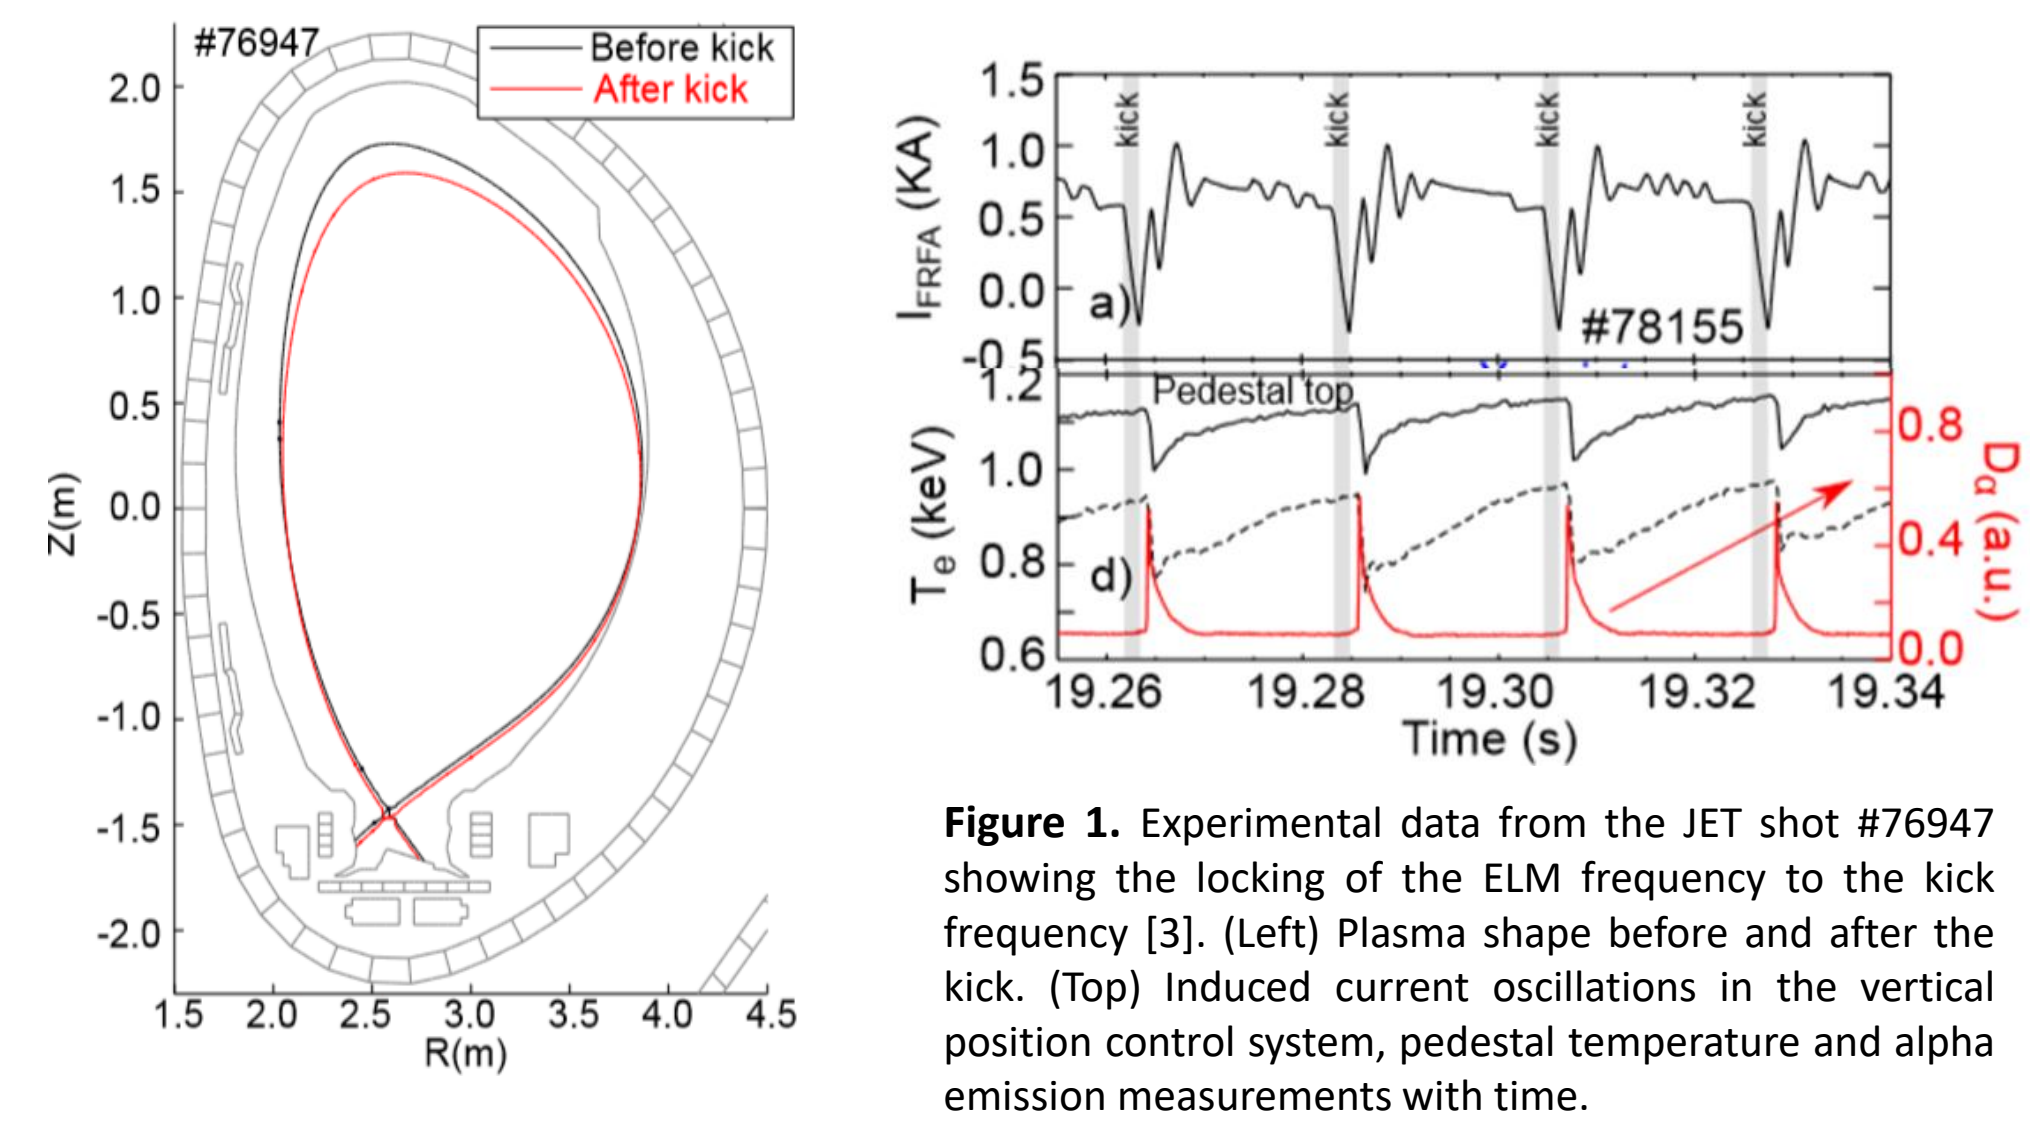 #76947
Before kick
After kick
2.0
1.5
1.0
0.5
0.0
-0.5
-1.0
-1.5
-2.0
Z(m)
1.5 2.0 2.5 3.0 3.5 4.0 4.5
R(m)
1.5
1.0
0.5
0.0
-0.5
I_FRFA (KA)
kick kick kick kick
a)
#78155
1.2
1.0
0.8
0.6
T_e (keV)
Pedestal top
d)
0.8
0.4
0.0
D_α (a.u.)
19.26 19.28 19.30 19.32 19.34
Time (s)
Figure 1. Experimental data from the JET shot #76947
showing the locking of the ELM frequency to the kick
frequency [3]. (Left) Plasma shape before and after the
kick. (Top) Induced current oscillations in the vertical
position control system, pedestal temperature and alpha
emission measurements with time.